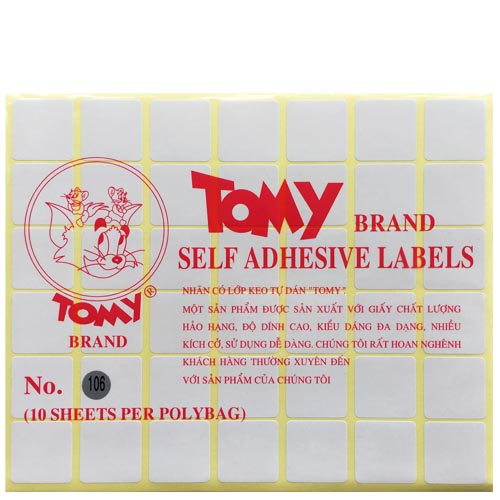 TOMY BRAND
SELF ADHESIVE LABELS
NHÃN CÓ LỚP KEO TỰ DÁN "TOMY".
MỘT SẢN PHẨM ĐƯỢC SẢN XUẤT VỚI GIẤY CHẤT LƯỢNG
HẢO HẠNG, ĐỘ DÍNH CAO, KIỂU DÁNG ĐA DẠNG, NHIỀU
KÍCH CỞ, SỬ DỤNG DỄ DÀNG. CHÚNG TÔI RẤT HOAN NGHÊNH
KHÁCH HÀNG THƯỜNG XUYÊN ĐẾN
VỚI SẢN PHẨM CỦA CHÚNG TÔI
TOMY®
BRAND
No. 106
(10 SHEETS PER POLYBAG)